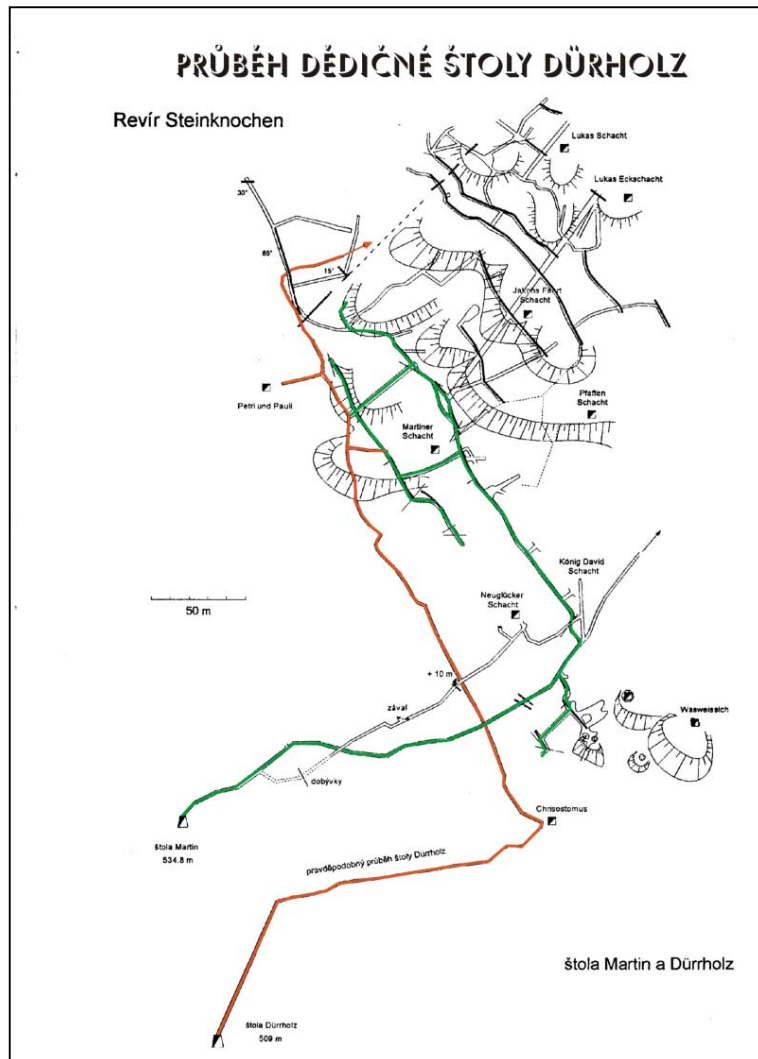 PRŮBĚH DĚDIČNÉ ŠTOLY DÜRHOLZ
Revír Steinknochen
Lukas Schacht
Lukas Eckschacht
30°
65°
15°
Schacht
Petri und Pauli
Pfaffen
Schacht
Martiner
Schacht
König David
Schacht
Neuglücker
Schacht
50 m
+ 10 m
zával
Wasweissich
dobývky
Chrisostomus
štola Martin
534.8 m
pravděpodobný průběh štoly Dürrholz
štola Martin a Dürrholz
štola Dürrholz
509 m